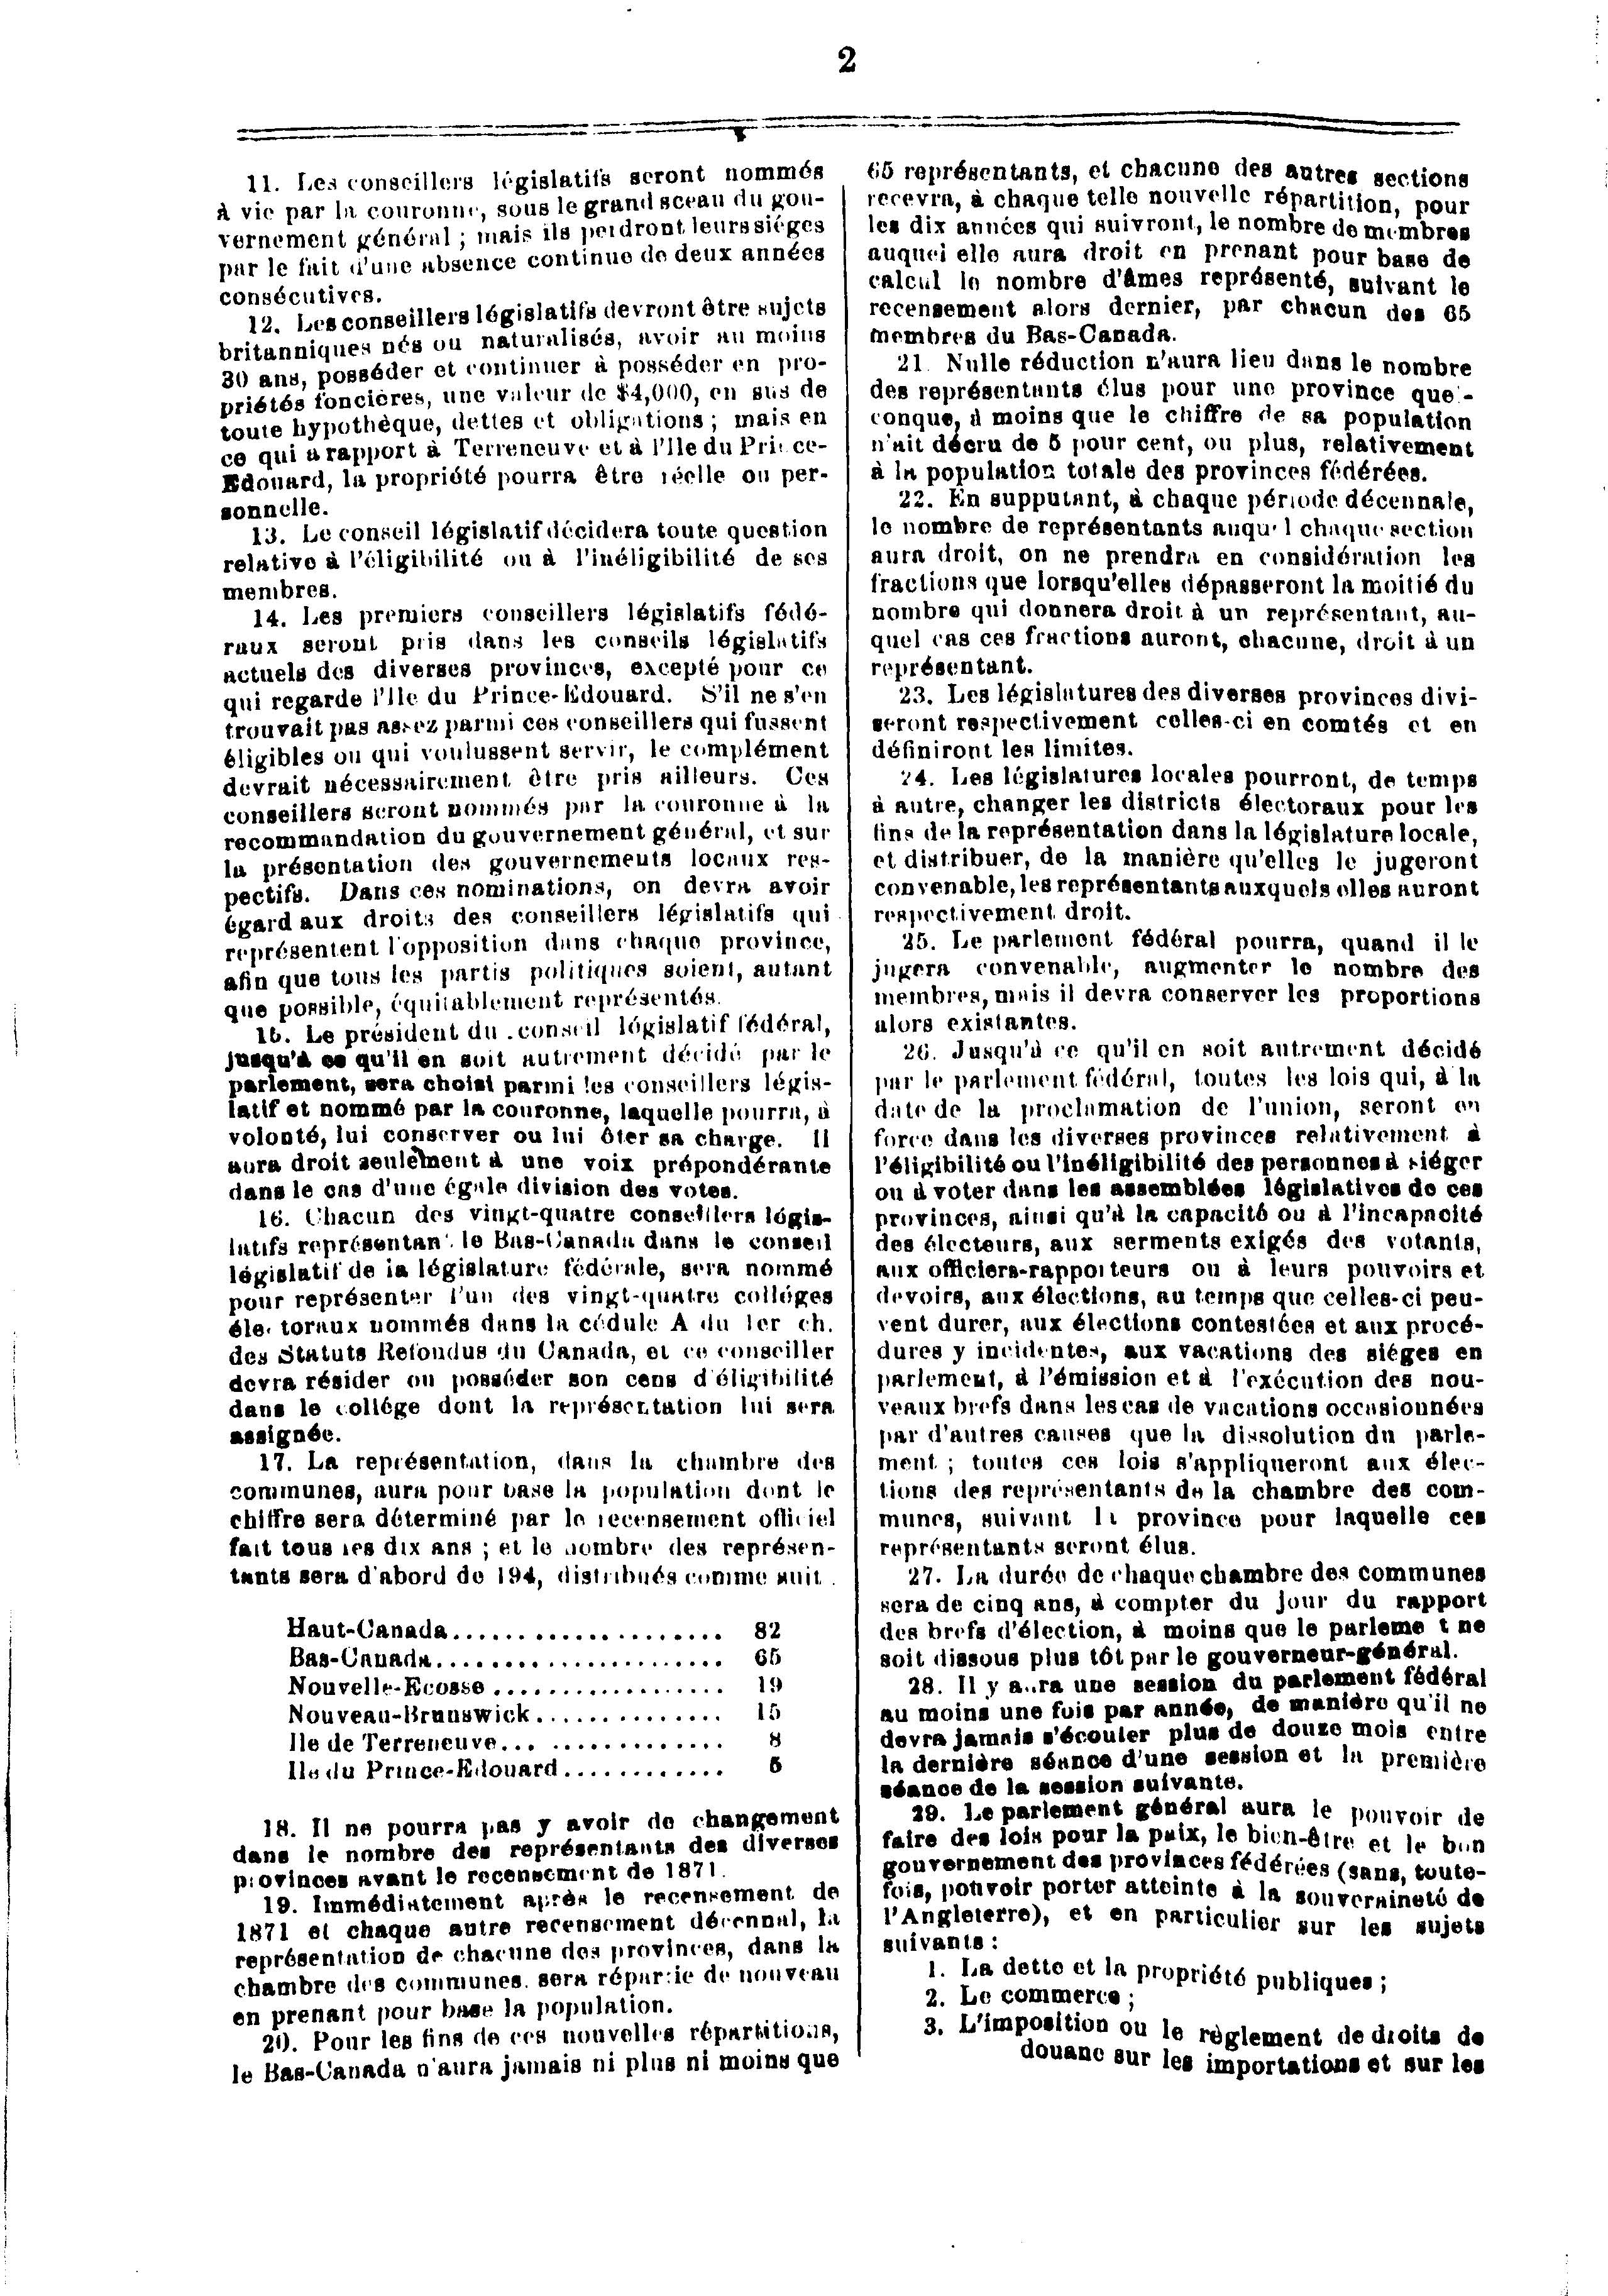 2
11. Les conseillers législatifs seront nommés
à vie par la couronne, sous le grand sceau du gou-
vernement général ; mais ils perdront leurs siéges
par le fait d'une absence continue de deux années
consécutives.
12. Les conseillers législatifs devront être sujets
britanniques nés ou naturalisés, avoir au moins
30 ans, posséder et continuer à posséder en pro-
priétés foncières, une valeur de $4,000, en sus de
toute hypothèque, dettes et obligations ; mais en
ce qui a rapport à Terreneuve et à l'Ile du Prince-
Edouard, la propriété pourra être réelle ou per-
sonnelle.
13. Le conseil législatif décidera toute question
relative à l'éligibilité ou à l'inéligibilité de ses
membres.
14. Les premiers conseillers législatifs fédé-
raux seront pris dans les conseils législatifs
actuels des diverses provinces, excepté pour ce
qui regarde l'Ile du Prince-Edouard. S'il ne s'en
trouvait pas assez parmi ces conseillers qui fussent
éligibles ou qui voulussent servir, le complément
devrait nécessairement être pris ailleurs. Ces
conseillers seront nommés par la couronne à la
recommandation du gouvernement général, et sur
la présentation des gouvernements locaux res-
pectifs. Dans ces nominations, on devra avoir
égard aux droits des conseillers législatifs qui
représentent l'opposition dans chaque province,
afin que tous les partis politiques soient, autant
que possible, équitablement représentés.
15. Le président du conseil législatif fédéral,
jusqu'à ce qu'il en soit autrement décidé par le
parlement, sera choisi parmi les conseillers légis-
latif et nommé par la couronne, laquelle pourra, à
volonté, lui conserver ou lui ôter sa charge. Il
aura droit seulement à une voix prépondérante
dans le cas d'une égale division des votes.
16. Chacun des vingt-quatre conseillers légis-
latifs représentant le Bas-Canada dans le conseil
législatif de la législature fédérale, sera nommé
pour représenter l'un des vingt-quatre colléges
électoraux nommés dans la cédule A du 1er ch.
des Statuts Refondus du Canada, et ce conseiller
devra résider ou posséder son cens d'éligibilité
dans le collége dont la représentation lui sera
assignée.
17. La représentation, dans la chambre des
communes, aura pour base la population dont le
chiffre sera déterminé par le recensement officiel
fait tous les dix ans ; et le nombre des représen-
tants sera d'abord de 194, distribués comme suit
Haut-Canada...................... 82
Bas-Canada....................... 65
Nouvelle-Ecosse .................. 19
Nouveau-Brunswick............... 15
Ile de Terreneuve... .............. 8
Ile du Prince-Edouard............. 5
18. Il ne pourra pas y avoir de changement
dans le nombre des représentants des diverses
provinces avant le recensement de 1871.
19. Immédiatement après le recensement de
1871 et chaque autre recensement décennal, la
représentation de chacune des provinces, dans la
chambre des communes, sera répartie de nouveau
en prenant pour base la population.
20. Pour les fins de ces nouvelles répartitions,
le Bas-Canada n'aura jamais ni plus ni moins que
65 représentants, et chacune des autres sections
recevra, à chaque telle nouvelle répartition, pour
les dix années qui suivront, le nombre de membres
auquel elle aura droit en prenant pour base de
calcul le nombre d'âmes représenté, suivant le
recensement alors dernier, par chacun des 65
membres du Bas-Canada.
21. Nulle réduction n'aura lieu dans le nombre
des représentants élus pour une province quel-
conque, à moins que le chiffre de sa population
n'ait décru de 5 pour cent, ou plus, relativement
à la population totale des provinces fédérées.
22. En supputant, à chaque période décennale,
le nombre de représentants auquel chaque section
aura droit, on ne prendra en considération les
fractions que lorsqu'elles dépasseront la moitié du
nombre qui donnera droit à un représentant, au-
quel cas ces fractions auront, chacune, droit à un
représentant.
23. Les législatures des diverses provinces divi-
seront respectivement celles-ci en comtés et en
définiront les limites.
24. Les législatures locales pourront, de temps
à autre, changer les districts électoraux pour les
fins de la représentation dans la législature locale,
et distribuer, de la manière qu'elles le jugeront
convenable, les représentants auxquels elles auront
respectivement droit.
25. Le parlement fédéral pourra, quand il le
jugera convenable, augmenter le nombre des
membres, mais il devra conserver les proportions
alors existantes.
26. Jusqu'à ce qu'il en soit autrement décidé
par le parlement fédéral, toutes les lois qui, à la
date de la proclamation de l'union, seront en
force dans les diverses provinces relativement à
l'éligibilité ou l'inéligibilité des personnes à siéger
ou à voter dans les assemblées législatives de ces
provinces, ainsi qu'à la capacité ou à l'incapacité
des électeurs, aux serments exigés des votants,
aux officiers-rapporteurs ou à leurs pouvoirs et
devoirs, aux élections, au temps que celles-ci peu-
vent durer, aux élections contestées et aux procé-
dures y incidentes, aux vacations des siéges en
parlement, à l'émission et à l'exécution des nou-
veaux brefs dans les cas de vacations occasionnées
par d'autres causes que la dissolution du parle-
ment ; toutes ces lois s'appliqueront aux élec-
tions des représentants de la chambre des com-
munes, suivant la province pour laquelle ces
représentants seront élus.
27. La durée de chaque chambre des communes
sera de cinq ans, à compter du jour du rapport
des brefs d'élection, à moins que le parlement ne
soit dissous plus tôt par le gouverneur-général.
28. Il y aura une session du parlement fédéral
au moins une fois par année, de manière qu'il ne
devra jamais s'écouler plus de douze mois entre
la dernière séance d'une session et la première
séance de la session suivante.
29. Le parlement général aura le pouvoir de
faire des lois pour la paix, le bien-être et le bon
gouvernement des provinces fédérées (sans, toute-
fois, pouvoir porter atteinte à la souveraineté de
l'Angleterre), et en particulier sur les sujets
suivants :
1. La dette et la propriété publiques ;
2. Le commerce ;
3. L'imposition ou le règlement de droits de
douane sur les importations et sur les